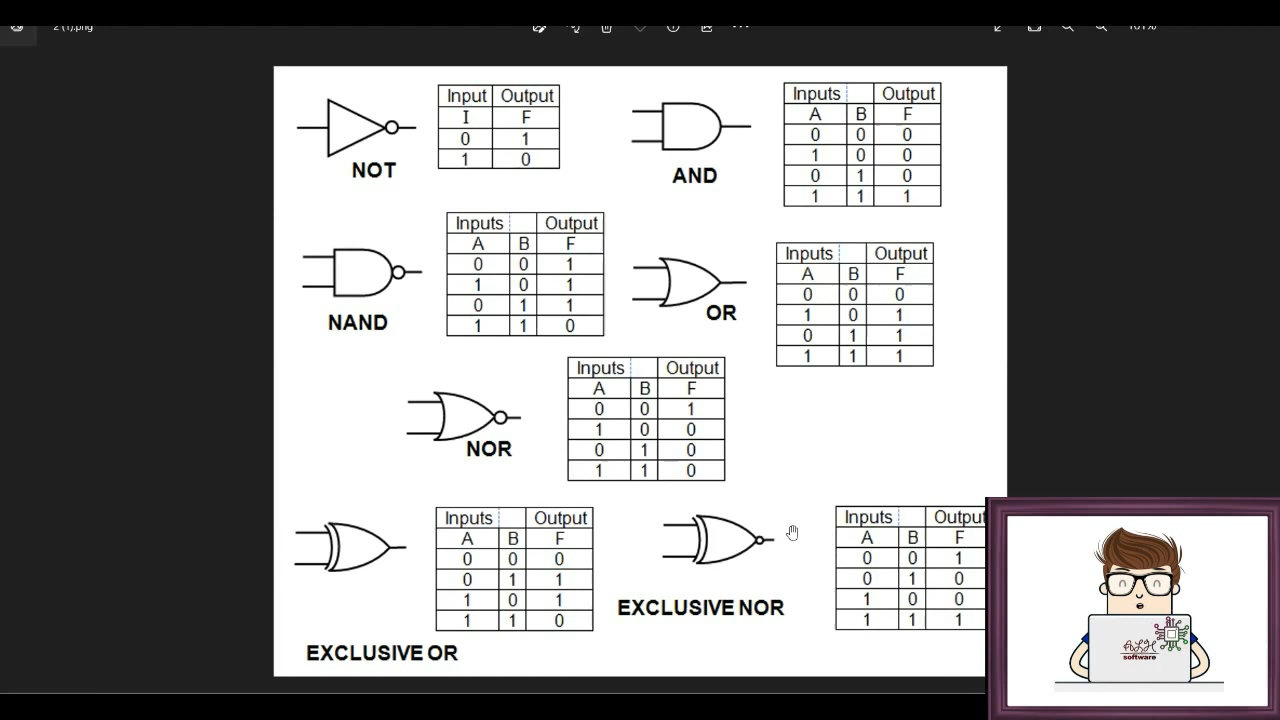 2 (1).png
Input Output
I F
0 1
1 0
NOT
Inputs Output
A B F
0 0 0
1 0 0
0 1 0
1 1 1
AND
Inputs Output
A B F
0 0 1
1 0 1
0 1 1
1 1 0
NAND
Inputs Output
A B F
0 0 0
1 0 1
0 1 1
1 1 1
OR
Inputs Output
A B F
0 0 1
1 0 0
0 1 0
1 1 0
NOR
Inputs Output
A B F
0 0 0
0 1 1
1 0 1
1 1 0
EXCLUSIVE OR
Inputs Output
A B F
0 0 1
0 1 0
1 0 0
1 1 1
EXCLUSIVE NOR
ALH
software